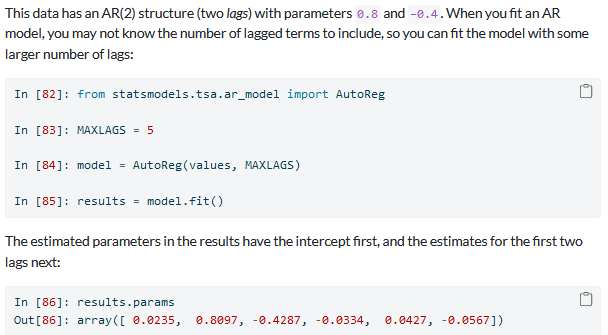 This data has an AR(2) structure (two lags) with parameters 0.8 and -0.4. When you fit an AR
model, you may not know the number of lagged terms to include, so you can fit the model with some
larger number of lags:
In [82]: from statsmodels.tsa.ar_model import AutoReg
In [83]: MAXLAGS = 5
In [84]: model = AutoReg(values, MAXLAGS)
In [85]: results = model.fit()
The estimated parameters in the results have the intercept first, and the estimates for the first two
lags next:
In [86]: results.params
Out[86]: array([ 0.0235,  0.8097, -0.4287, -0.0334,  0.0427, -0.0567])